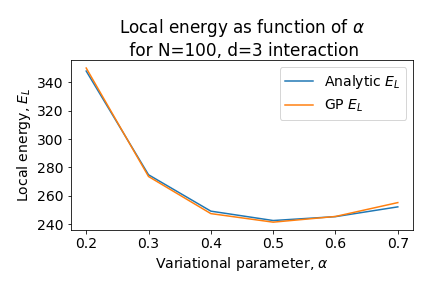 Local energy as function of α
for N=100, d=3 interaction
Analytic E_L
GP E_L
Local energy, E_L
340
320
300
280
260
240
0.2 0.3 0.4 0.5 0.6 0.7
Variational parameter, α